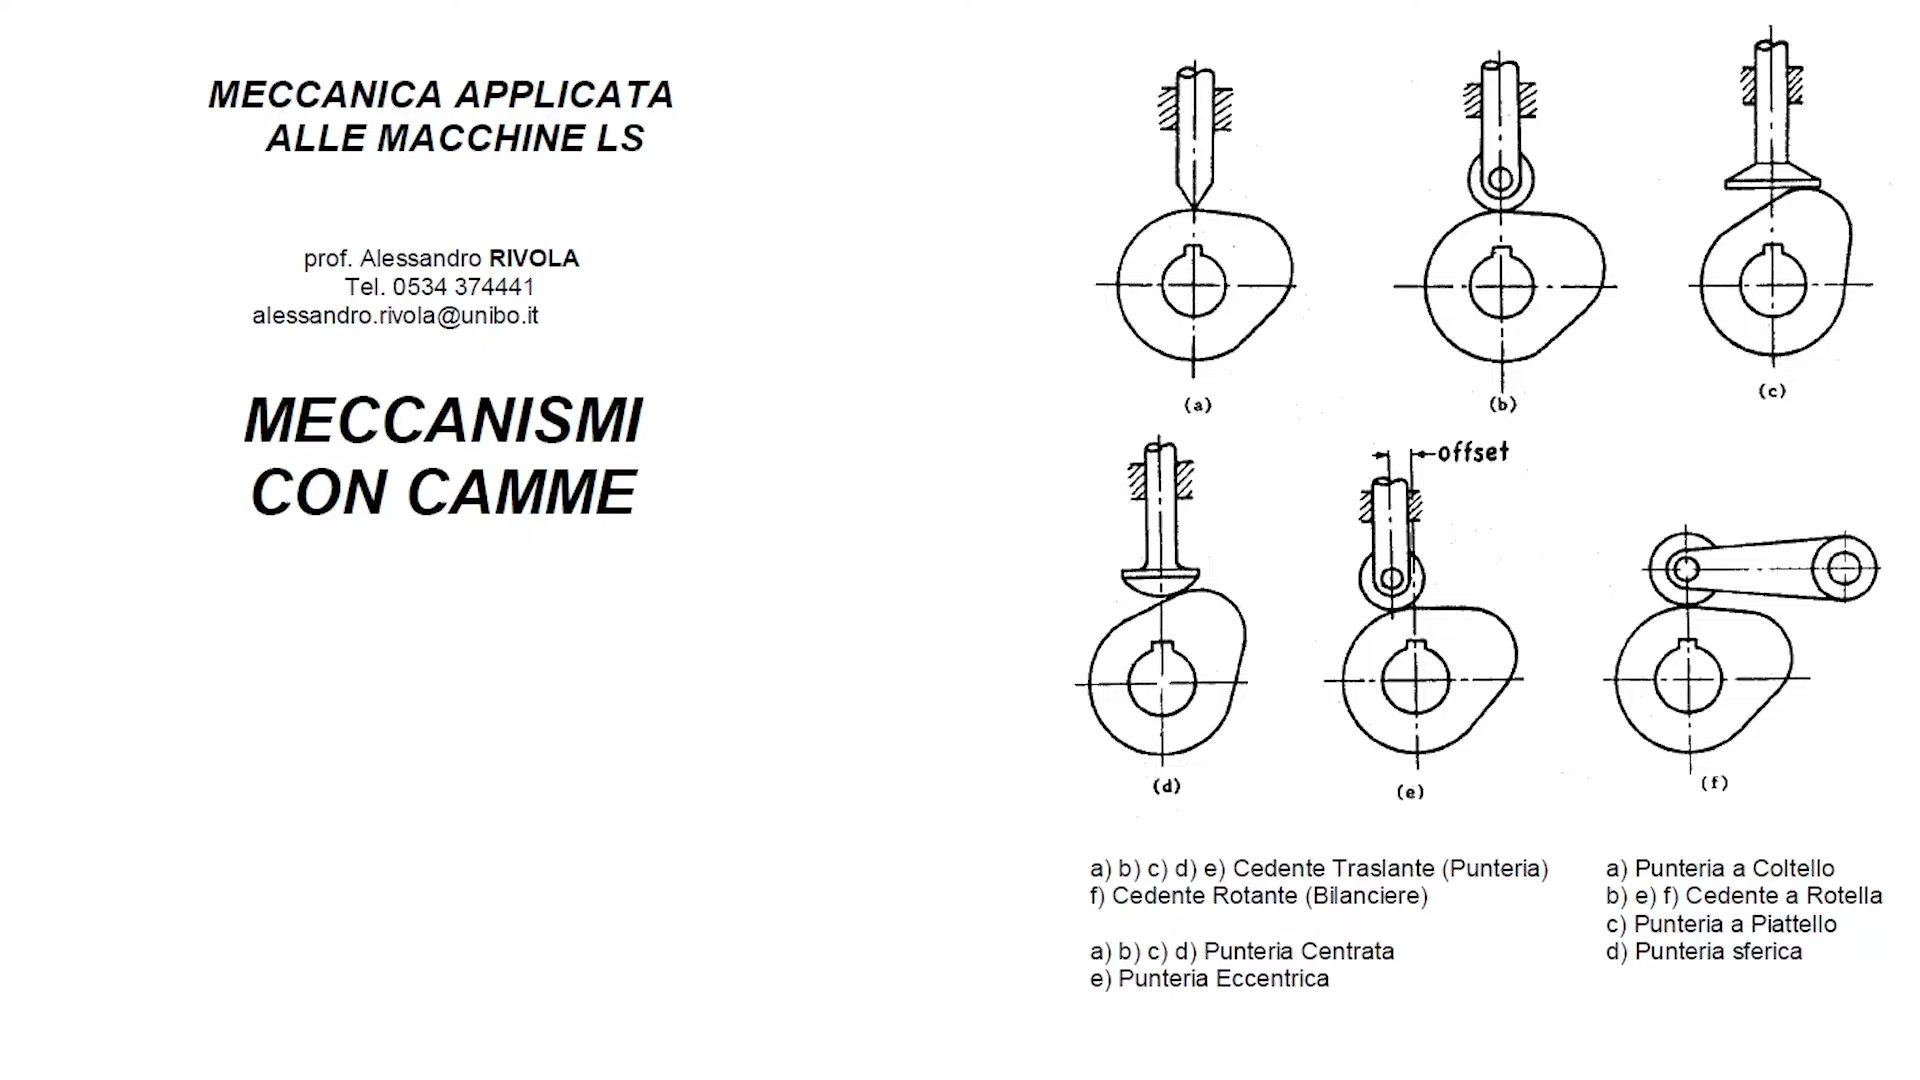 MECCANICA APPLICATA
ALLE MACCHINE LS
prof. Alessandro RIVOLA
Tel. 0534 374441
alessandro.rivola@unibo.it
MECCANISMI
CON CAMME
(a)
(b)
(c)
offset
(d)
(e)
(f)
a) b) c) d) e) Cedente Traslante (Punteria)
f) Cedente Rotante (Bilanciere)
a) b) c) d) Punteria Centrata
e) Punteria Eccentrica
a) Punteria a Coltello
b) e) f) Cedente a Rotella
c) Punteria a Piattello
d) Punteria sferica